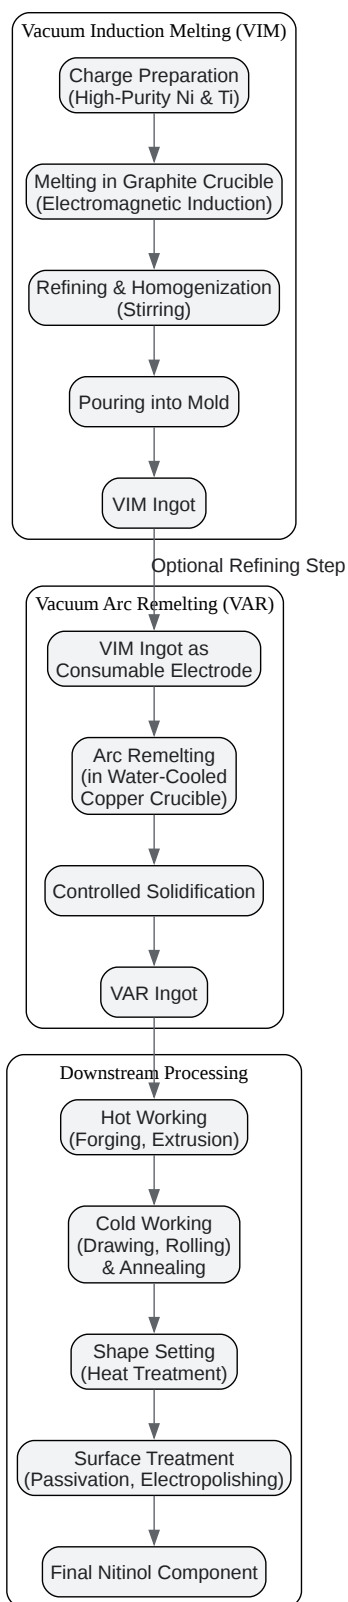 Vacuum Induction Melting (VIM)
Charge Preparation
(High-Purity Ni & Ti)
Melting in Graphite Crucible
(Electromagnetic Induction)
Refining & Homogenization
(Stirring)
Pouring into Mold
VIM Ingot
Optional Refining Step
Vacuum Arc Remelting (VAR)
VIM Ingot as
Consumable Electrode
Arc Remelting
(in Water-Cooled
Copper Crucible)
Controlled Solidification
VAR Ingot
Downstream Processing
Hot Working
(Forging, Extrusion)
Cold Working
(Drawing, Rolling)
& Annealing
Shape Setting
(Heat Treatment)
Surface Treatment
(Passivation, Electropolishing)
Final Nitinol Component